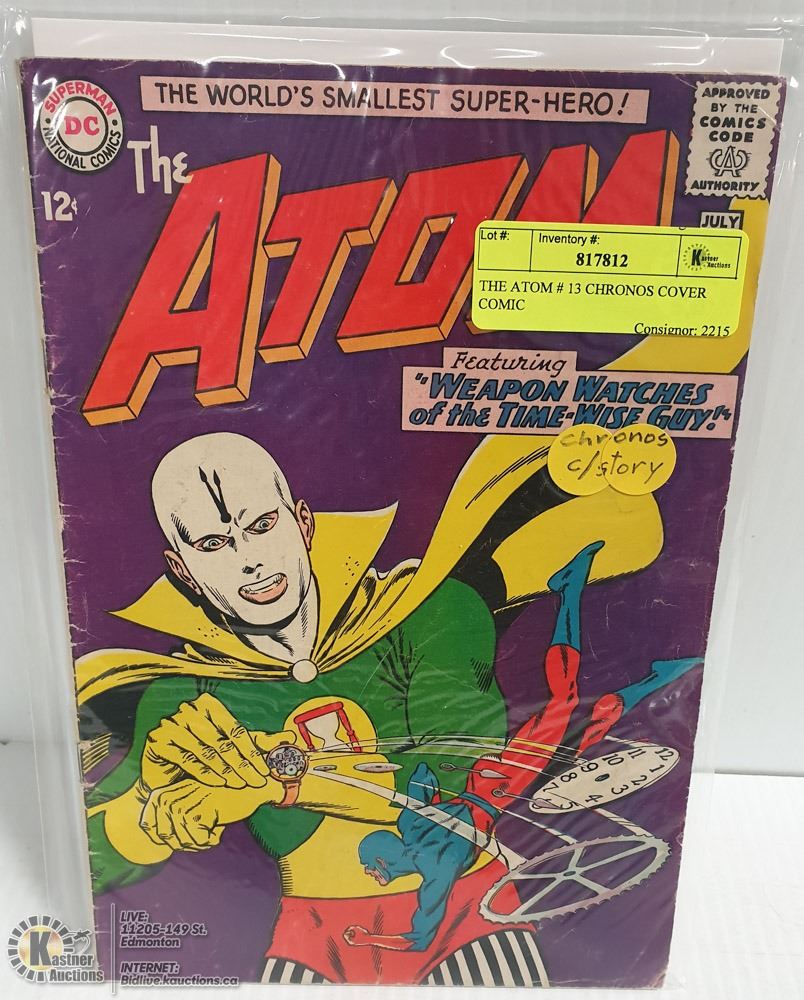 THE WORLD'S SMALLEST SUPER-HERO!
SUPERMAN
DC
NATIONAL COMICS
12¢
The
ATOM
APPROVED
BY THE
COMICS
CODE
CA
AUTHORITY
JULY
Lot #:
Inventory #:
817812
Kastner
Auctions
THE ATOM # 13 CHRONOS COVER
COMIC
Consignor: 2215
Featuring
"WEAPON WATCHES
of the TIME-WISE GUY!"
chronos
c/story
12
1
2
3
4
5
7
8
9
10
11
Kastner
Auctions
LIVE:
11205-149 St.
Edmonton
INTERNET:
Bidlive.kauctions.ca